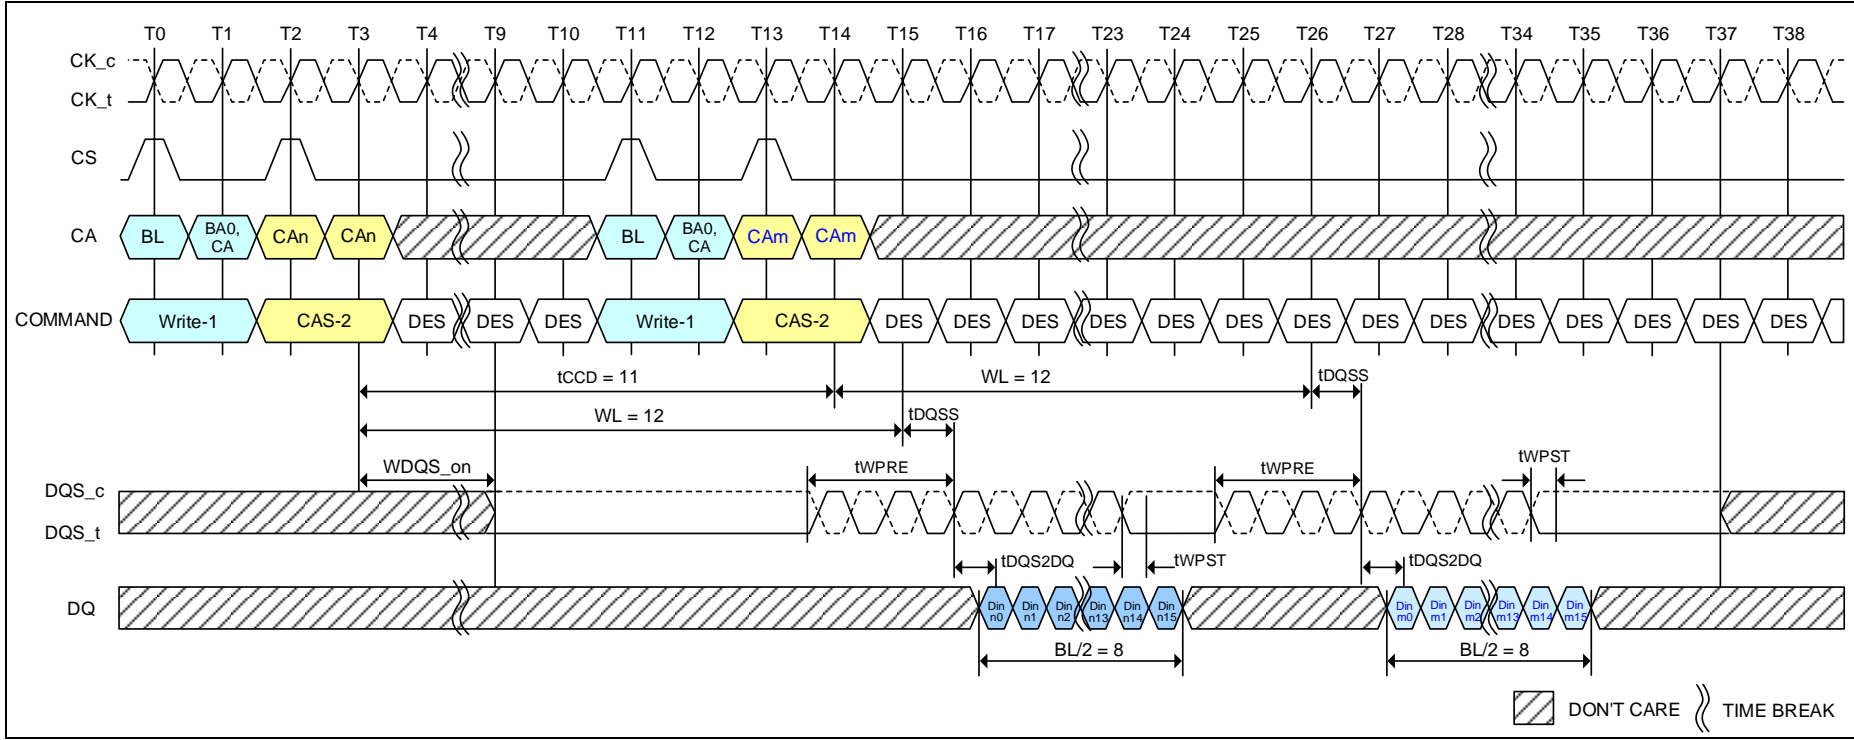 T0 T1 T2 T3 T4 T9 T10 T11 T12 T13 T14 T15 T16 T17 T23 T24 T25 T26 T27 T28 T34 T35 T36 T37 T38
CK_c
CK_t
CS
CA BL BA0, CA CAn CAn BL BA0, CA CAm CAm
COMMAND Write-1 CAS-2 DES DES DES Write-1 CAS-2 DES DES DES DES DES DES DES DES DES DES DES DES DES DES
tCCD = 11 WL = 12 tDQSS
WL = 12 tDQSS
WDQS_on tWPRE tWPRE tWPST
DQS_c
DQS_t
tDQS2DQ tWPST tDQS2DQ
DQ Din n0 Din n1 Din n2 Din n13 Din n14 Din n15 Din m0 Din m1 Din m2 Din m13 Din m14 Din m15
BL/2 = 8 BL/2 = 8
DON'T CARE TIME BREAK